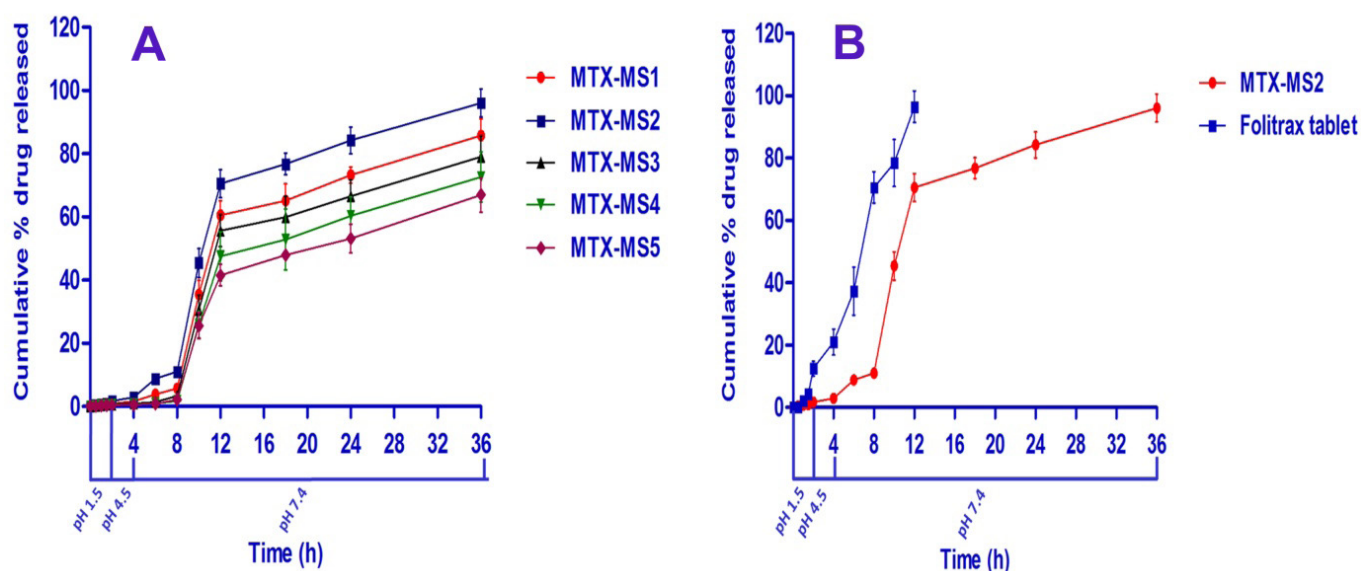 A
Cumulative % drug released
120
100
80
60
40
20
0
4 8 12 16 20 24 28 32 36
pH 1.5
pH 4.5
pH 7.4
Time (h)
MTX-MS1
MTX-MS2
MTX-MS3
MTX-MS4
MTX-MS5
B
Cumulative % drug released
120
100
80
60
40
20
0
4 8 12 16 20 24 28 32 36
pH 1.5
pH 4.5
pH 7.4
Time (h)
MTX-MS2
Folitrax tablet